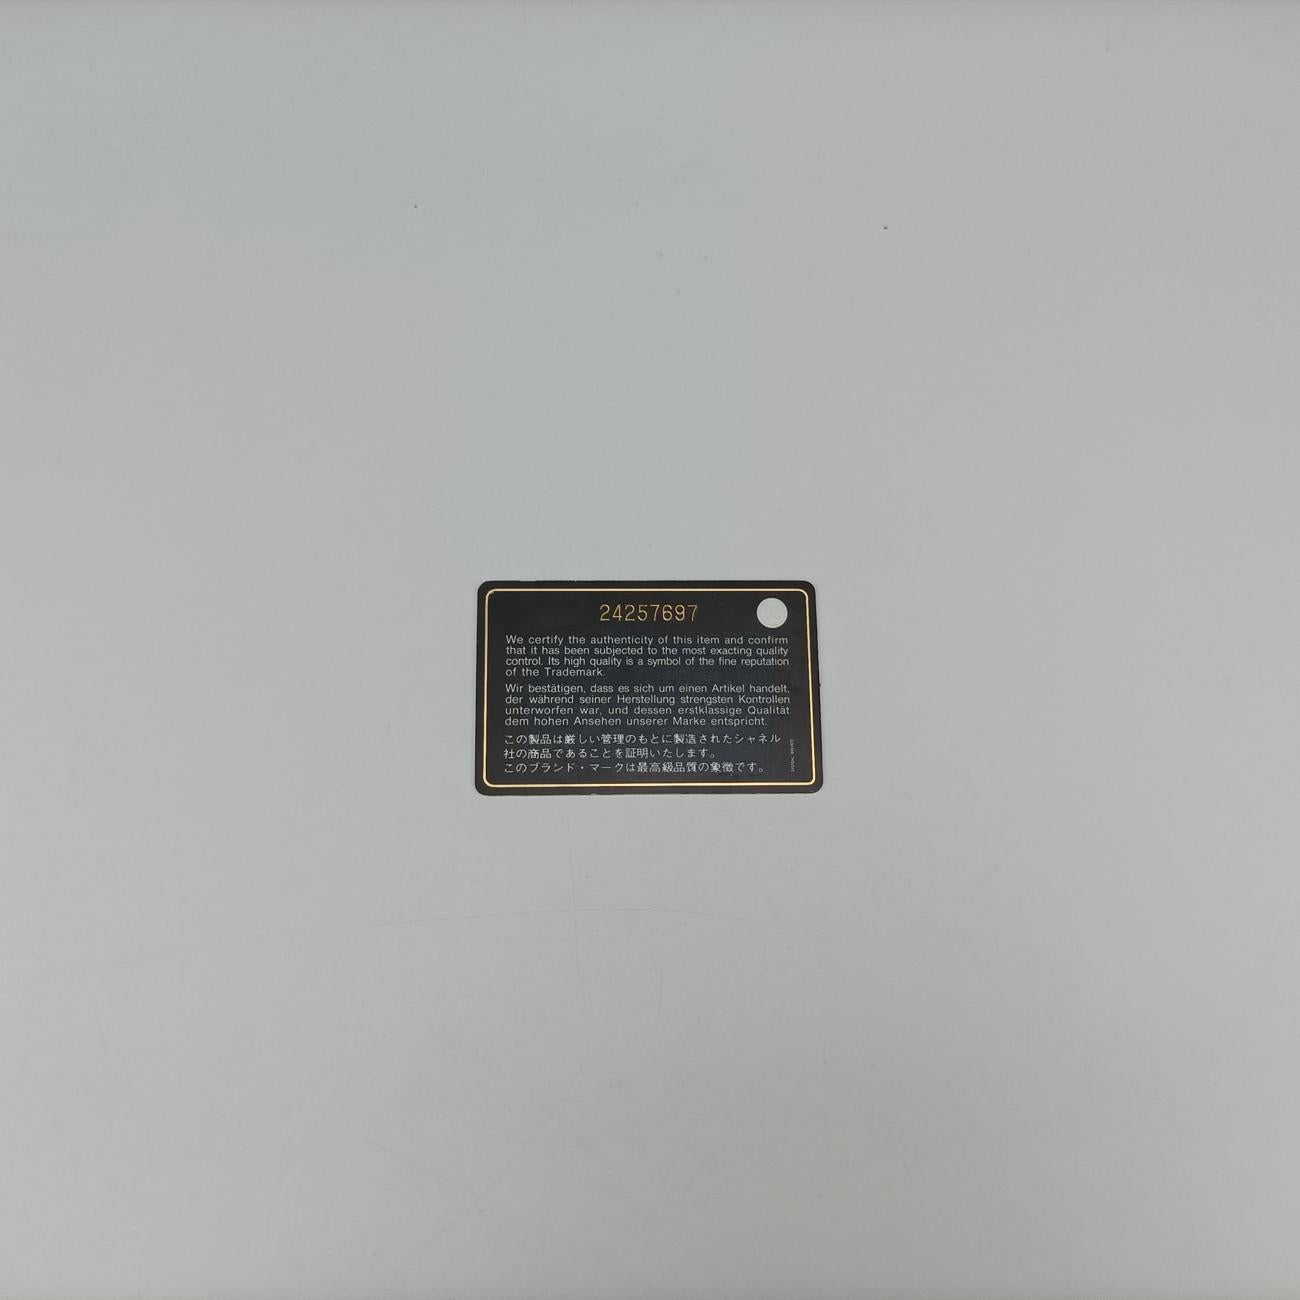 24257697
We certify the authenticity of this item and confirm
that it has been subjected to the most exacting quality
control. Its high quality is a symbol of the fine reputation
of the Trademark.
Wir bestätigen, dass es sich um einen Artikel handelt,
der während seiner Herstellung strengsten Kontrollen
unterworfen war, und dessen erstklassige Qualität
dem hohen Ansehen unserer Marke entspricht.
この製品は厳しい管理のもとに製造されたシャネル
社の商品であることを証明いたします。
このブランド・マークは最高級品質の象徴です。